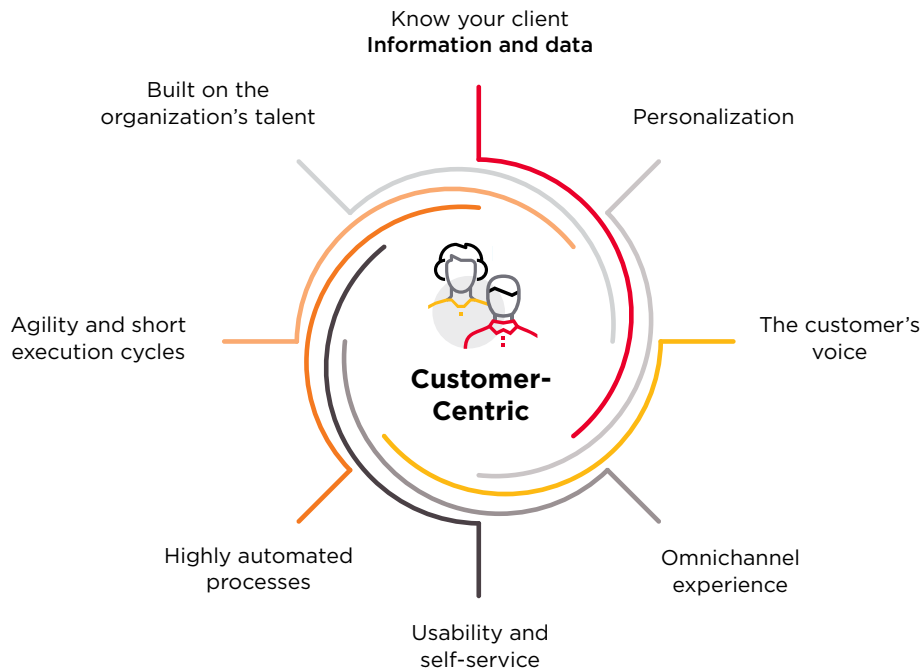 Know your client
Information and data
Built on the
organization's talent
Personalization
Agility and short
execution cycles
The customer's
voice
Customer-
Centric
Highly automated
processes
Omnichannel
experience
Usability and
self-service